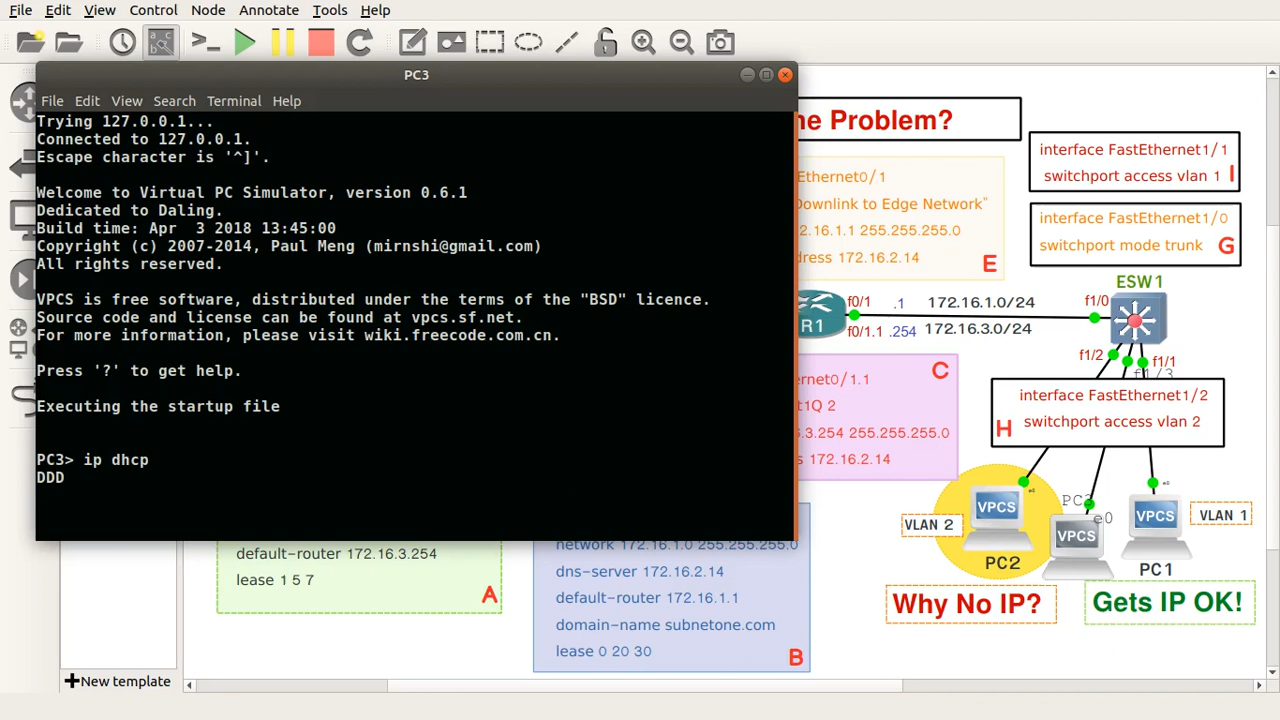 File Edit View Control Node Annotate Tools Help
PC3
File Edit View Search Terminal Help
Trying 127.0.0.1...
Connected to 127.0.0.1.
Escape character is '^]'.
Welcome to Virtual PC Simulator, version 0.6.1
Dedicated to Daling.
Build time: Apr  3 2018 13:45:00
Copyright (c) 2007-2014, Paul Meng (mirnshi@gmail.com)
All rights reserved.
VPCS is free software, distributed under the terms of the "BSD" licence.
Source code and license can be found at vpcs.sf.net.
For more information, please visit wiki.freecode.com.cn.
Press '?' to get help.
Executing the startup file
PC3> ip dhcp
DDD
ne Problem?
Ethernet0/1
Downlink to Edge Network"
2.16.1.1 255.255.255.0
dress 172.16.2.14
E
interface FastEthernet1/1
switchport access vlan 1 I
interface FastEthernet1/0
switchport mode trunk G
ESW1
R1
f0/1 .1 172.16.1.0/24 f1/0
f0/1.1 .254 172.16.3.0/24
f1/2 f1/1
f1/3
C
ernet0/1.1
t1Q 2
6.3.254 255.255.255.0
s 172.16.2.14
interface FastEthernet1/2
H switchport access vlan 2
e0 e0
VPCS VPCS
VLAN 2 e0 VLAN 1
VPCS
PC2 PC1
Why No IP? Gets IP OK!
default-router 172.16.3.254
lease 1 5 7
A
network 172.16.1.0 255.255.255.0
dns-server 172.16.2.14
default-router 172.16.1.1
domain-name subnetone.com
lease 0 20 30
B
New template